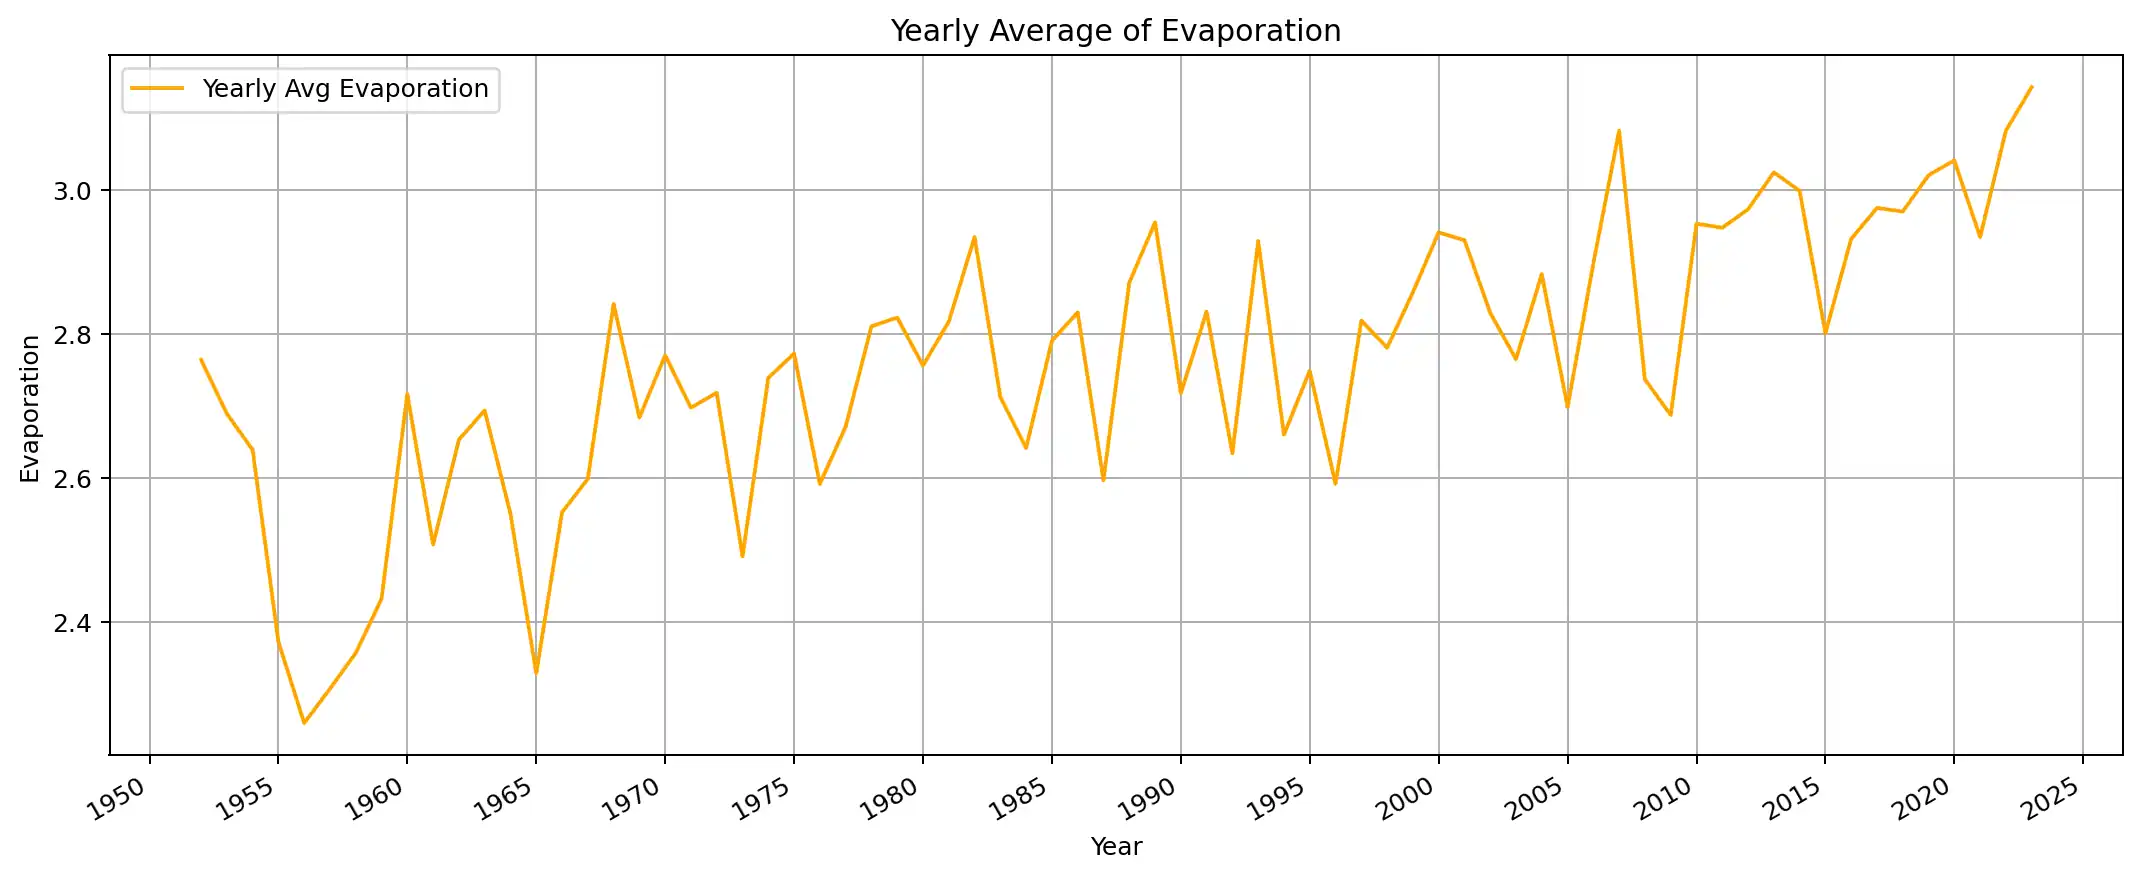 Yearly Average of Evaporation
Yearly Avg Evaporation
Evaporation
3.0
2.8
2.6
2.4
1950 1955 1960 1965 1970 1975 1980 1985 1990 1995 2000 2005 2010 2015 2020 2025
Year